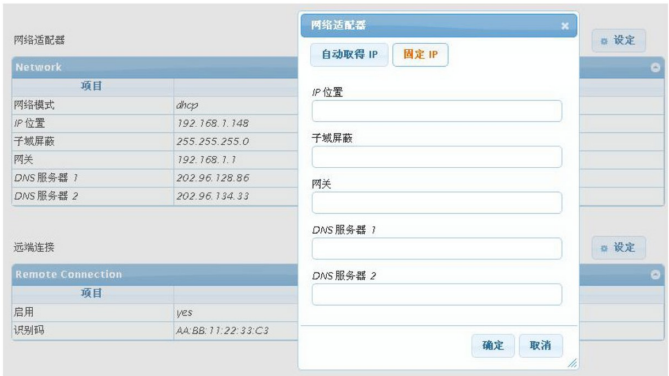 网络适配器
设定
Network
项目
网络模式 dhcp
IP 位置 192.168.1.148
子域屏蔽 255.255.255.0
网关 192.168.1.1
DNS 服务器 1 202.96.128.86
DNS 服务器 2 202.96.134.33
远端连接
设定
Remote Connection
项目
启用 yes
识别码 AA:BB:11:22:33:C3
网络适配器
自动取得 IP 固定 IP
IP 位置
子域屏蔽
网关
DNS 服务器 1
DNS 服务器 2
确定 取消